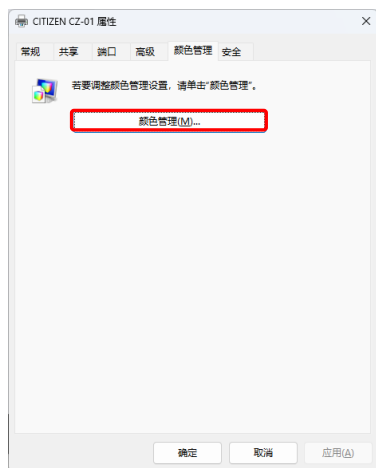 CITIZEN CZ-01 属性
常规 共享 端口 高级 颜色管理 安全
若要调整颜色管理设置，请单击“颜色管理”。
颜色管理(M)...
确定 取消 应用(A)